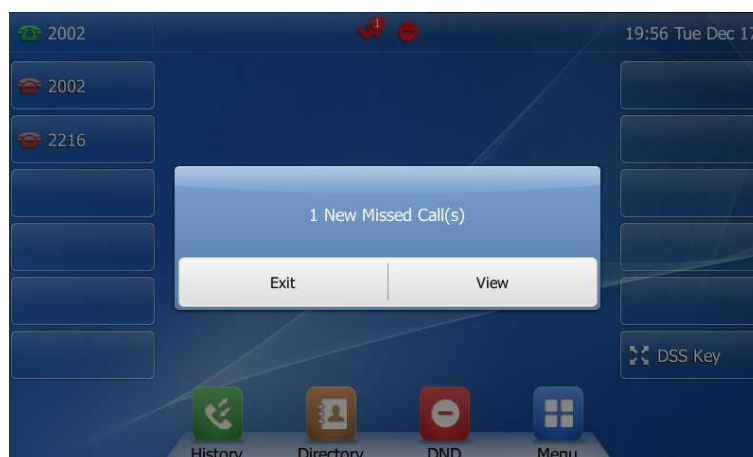 2002
1
19:56 Tue Dec 17
2002
2216
1 New Missed Call(s)
Exit
View
DSS Key
History
Directory
DND
Menu